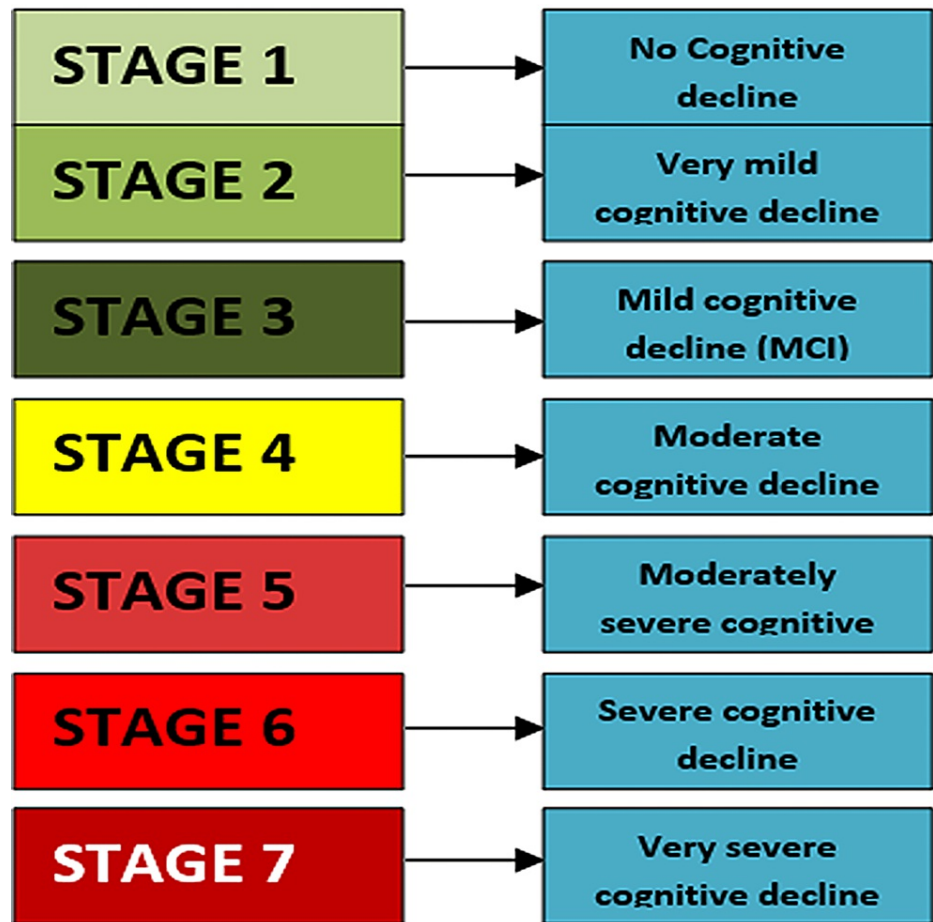 STAGE 1
No Cognitive
decline
STAGE 2
Very mild
cognitive decline
STAGE 3
Mild cognitive
decline (MCI)
STAGE 4
Moderate
cognitive decline
STAGE 5
Moderately
severe cognitive
STAGE 6
Severe cognitive
decline
STAGE 7
Very severe
cognitive decline